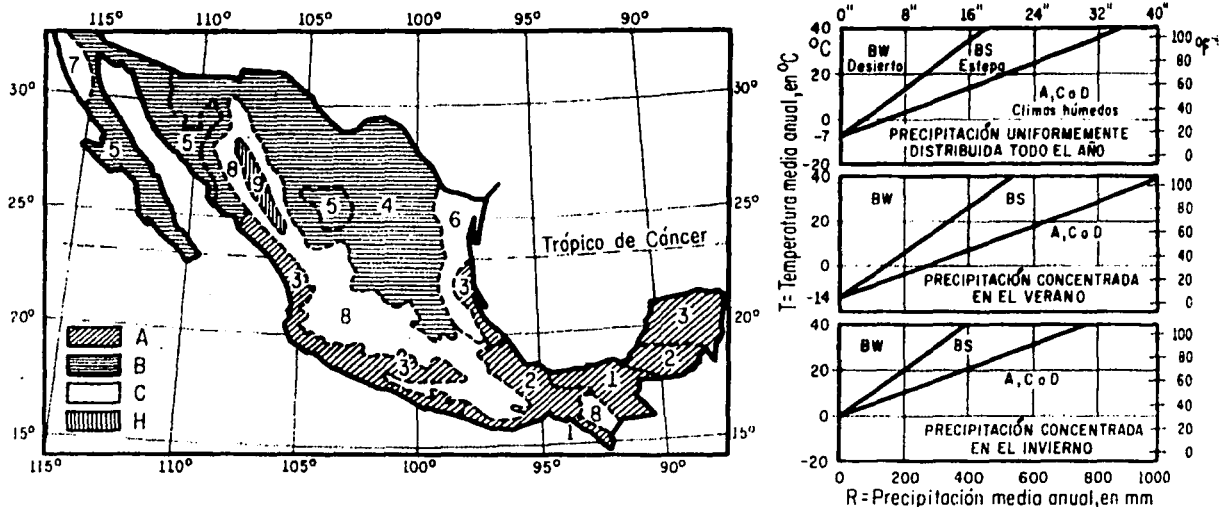 115° 110° 105° 100° 95° 90°
30°
25°
20°
15°
30°
25°
20°
15°
7
5
5
8
9
5
4
6
Trópico de Cáncer
3
8
3
3
3
2
2
1
8
1
A
B
C
H
115° 110° 105° 100° 95° 90°
0" 8" 16" 24" 32" 40"
40
°C
20
0
-7
-20
BW
Desierto
BS
Estepa
A, C o D
Climas húmedos
PRECIPITACIÓN UNIFORMEMENTE
DISTRIBUIDA TODO EL AÑO
100
80
60
40
20
0
40
20
0
-14
BW BS
A, C o D
PRECIPITACIÓN CONCENTRADA
EN EL VERANO
100
80
60
40
20
0
40
20
0
-20
BW BS
A, C o D
PRECIPITACIÓN CONCENTRADA
EN EL INVIERNO
100
80
60
40
30
0
0 200 400 600 800 1000
T = Temperatura media anual, en °C
R = Precipitación media anual, en mm